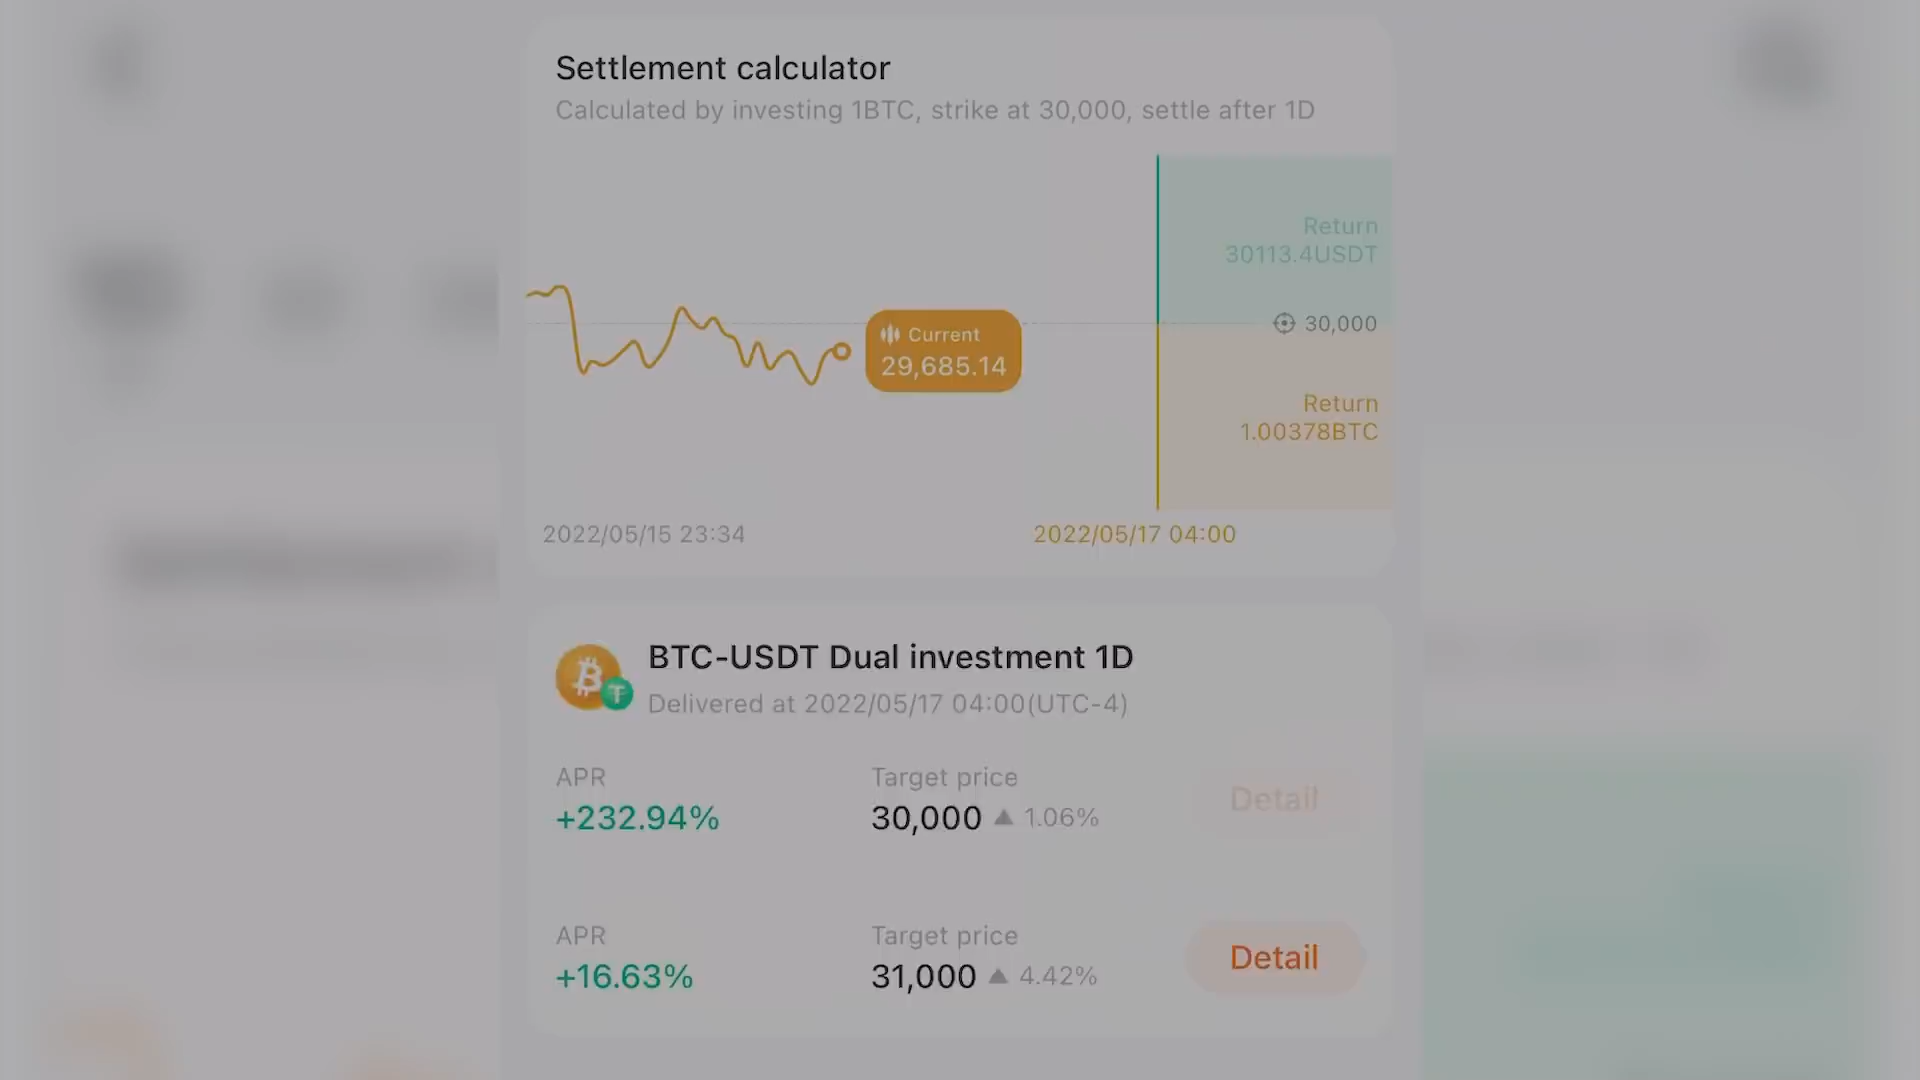 Settlement calculator
Calculated by investing 1BTC, strike at 30,000, settle after 1D
Return
30113.4USDT
30,000
Current
29,685.14
Return
1.00378BTC
2022/05/15 23:34
2022/05/17 04:00
BTC-USDT Dual investment 1D
Delivered at 2022/05/17 04:00(UTC-4)
APR
Target price
+232.94%
30,000 ▲ 1.06%
Detail
APR
Target price
+16.63%
31,000 ▲ 4.42%
Detail